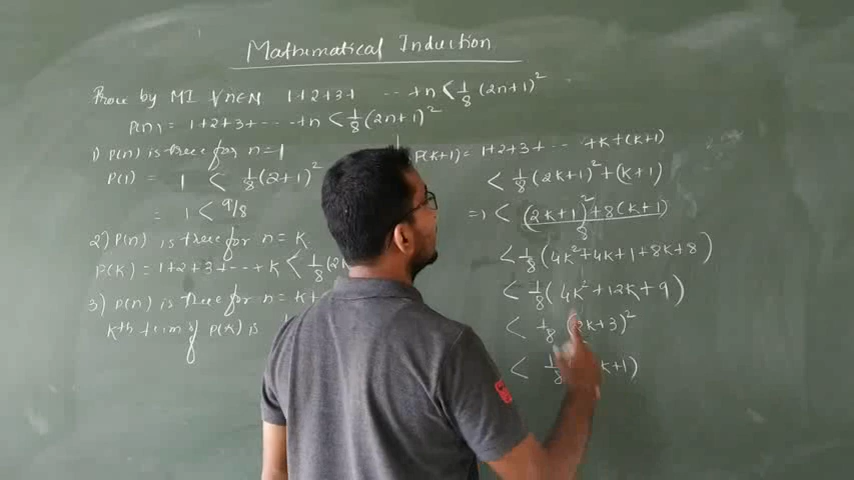 Mathematical Induction
Prove by MI ∀n∈N 1+2+3+ ... +n < 1/8 (2n+1)²
P(n) = 1+2+3+ ... +n < 1/8 (2n+1)²
1) P(n) is true for n=1
P(1) = 1 < 1/8 (2+1)²
= 1 < 9/8
2) P(n) is true for n=k
P(k) = 1+2+3+...+k < 1/8 (2k
3) P(n) is true for n=k+
kth term of P(k) is
P(k+1) = 1+2+3+ ... +k+(k+1)
< 1/8 (2k+1)² + (k+1)
=) < (2k+1)² + 8(k+1) / 8
< 1/8 (4k²+4k+1+8k+8)
< 1/8 (4k²+12k+9)
< 1/8 (2k+3)²
< 1/8 k+1)